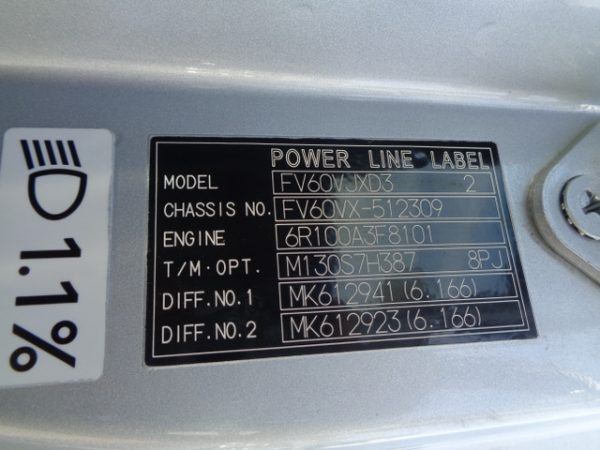 POWER LINE LABEL
MODEL FV60VJXD3 2
CHASSIS NO. FV60VX-512309
ENGINE 6R100A3F8101
T/M·OPT. M130S7H387 8PJ
DIFF.NO.1 MK612941(6.166)
DIFF.NO.2 MK612923(6.166)
1.1%